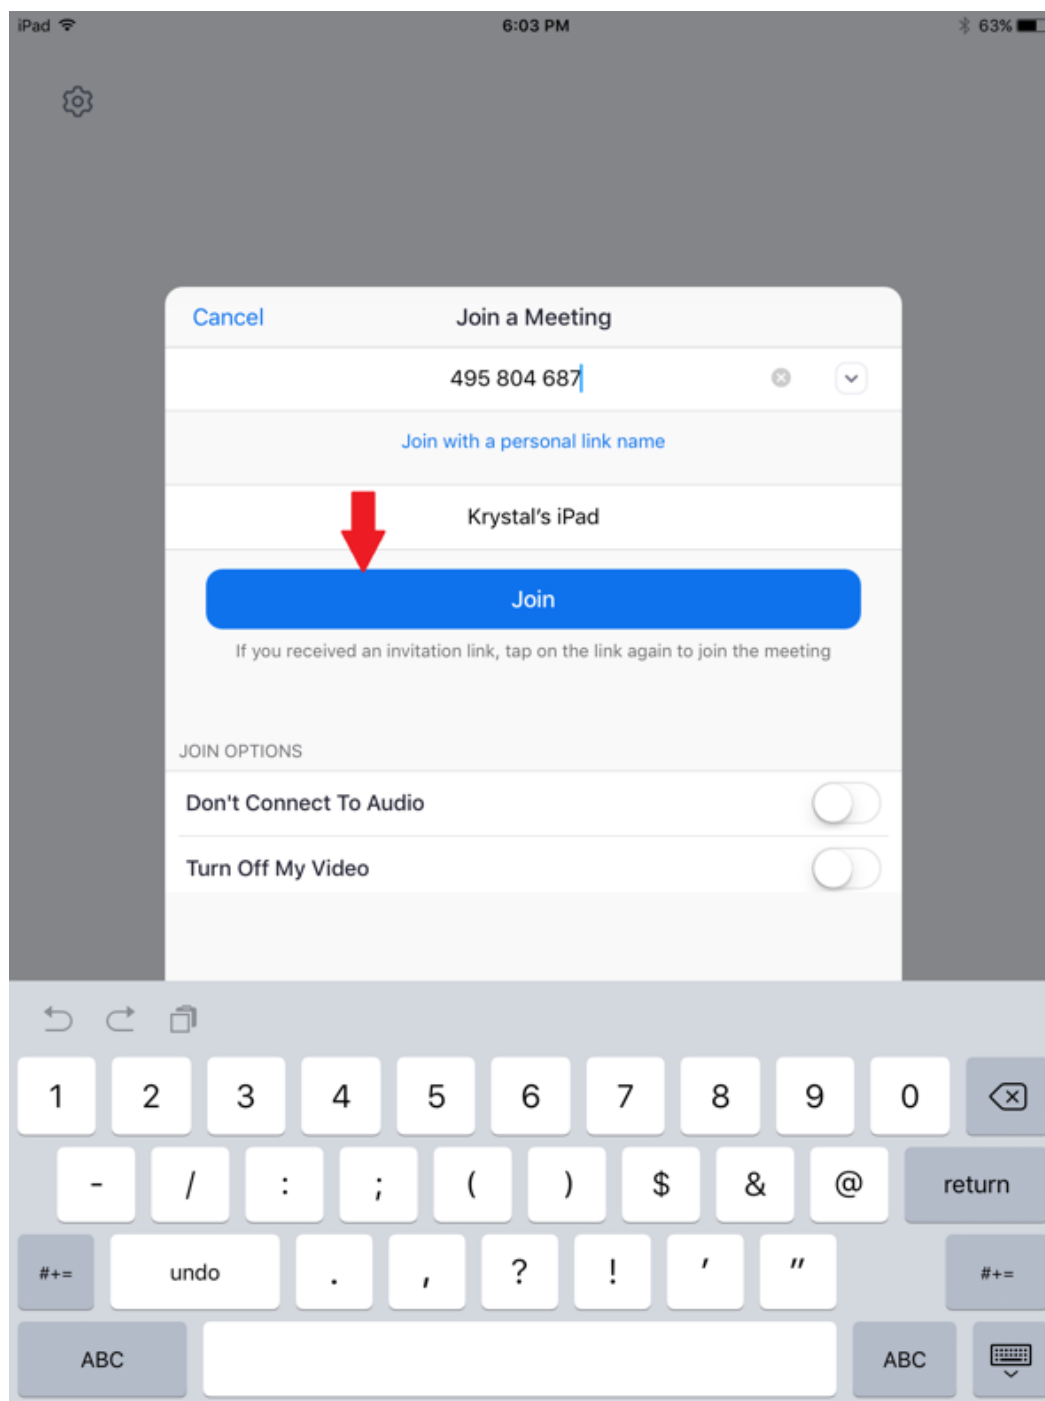 iPad 6:03 PM 63%
Cancel Join a Meeting
495 804 687
Join with a personal link name
Krystal's iPad
Join
If you received an invitation link, tap on the link again to join the meeting
JOIN OPTIONS
Don't Connect To Audio
Turn Off My Video
1 2 3 4 5 6 7 8 9 0
- / : ; ( ) $ & @ return
#+= undo . , ? ! ' " #+=
ABC ABC